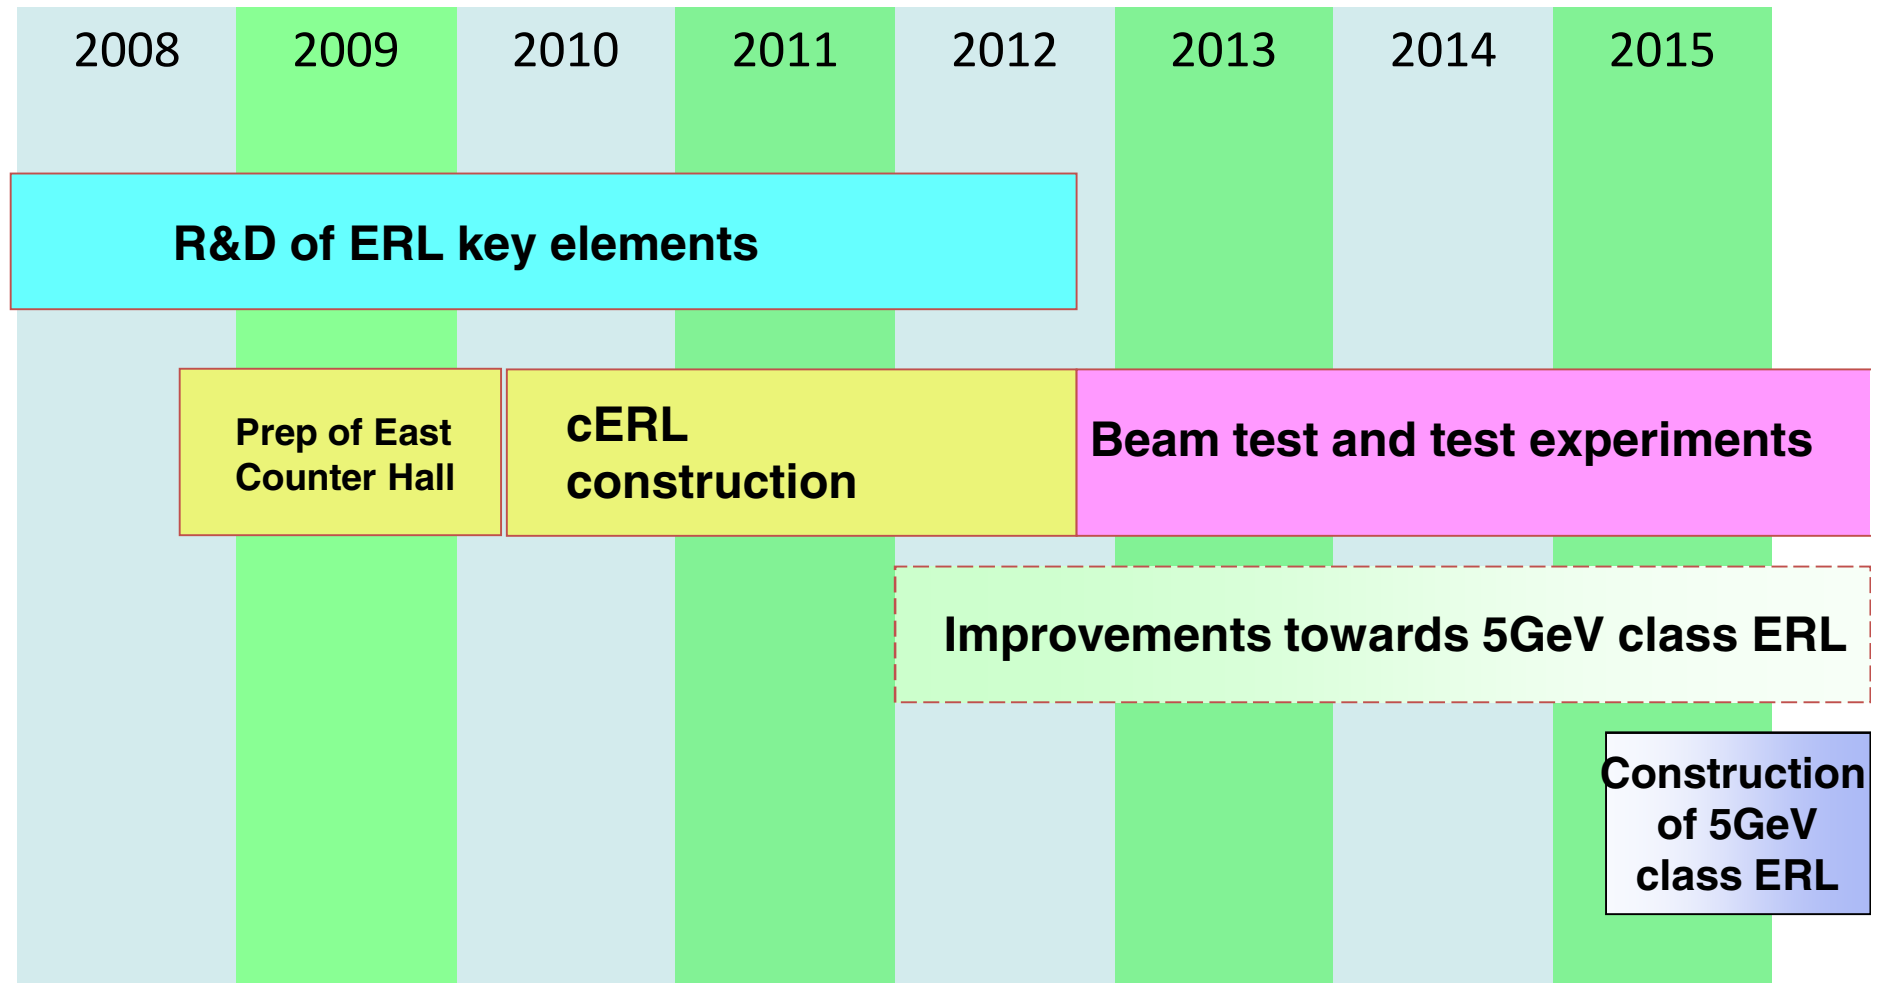 2008 2009 2010 2011 2012 2013 2014 2015
R&D of ERL key elements
Prep of East
Counter Hall
cERL
construction
Beam test and test experiments
Improvements towards 5GeV class ERL
Construction
of 5GeV
class ERL